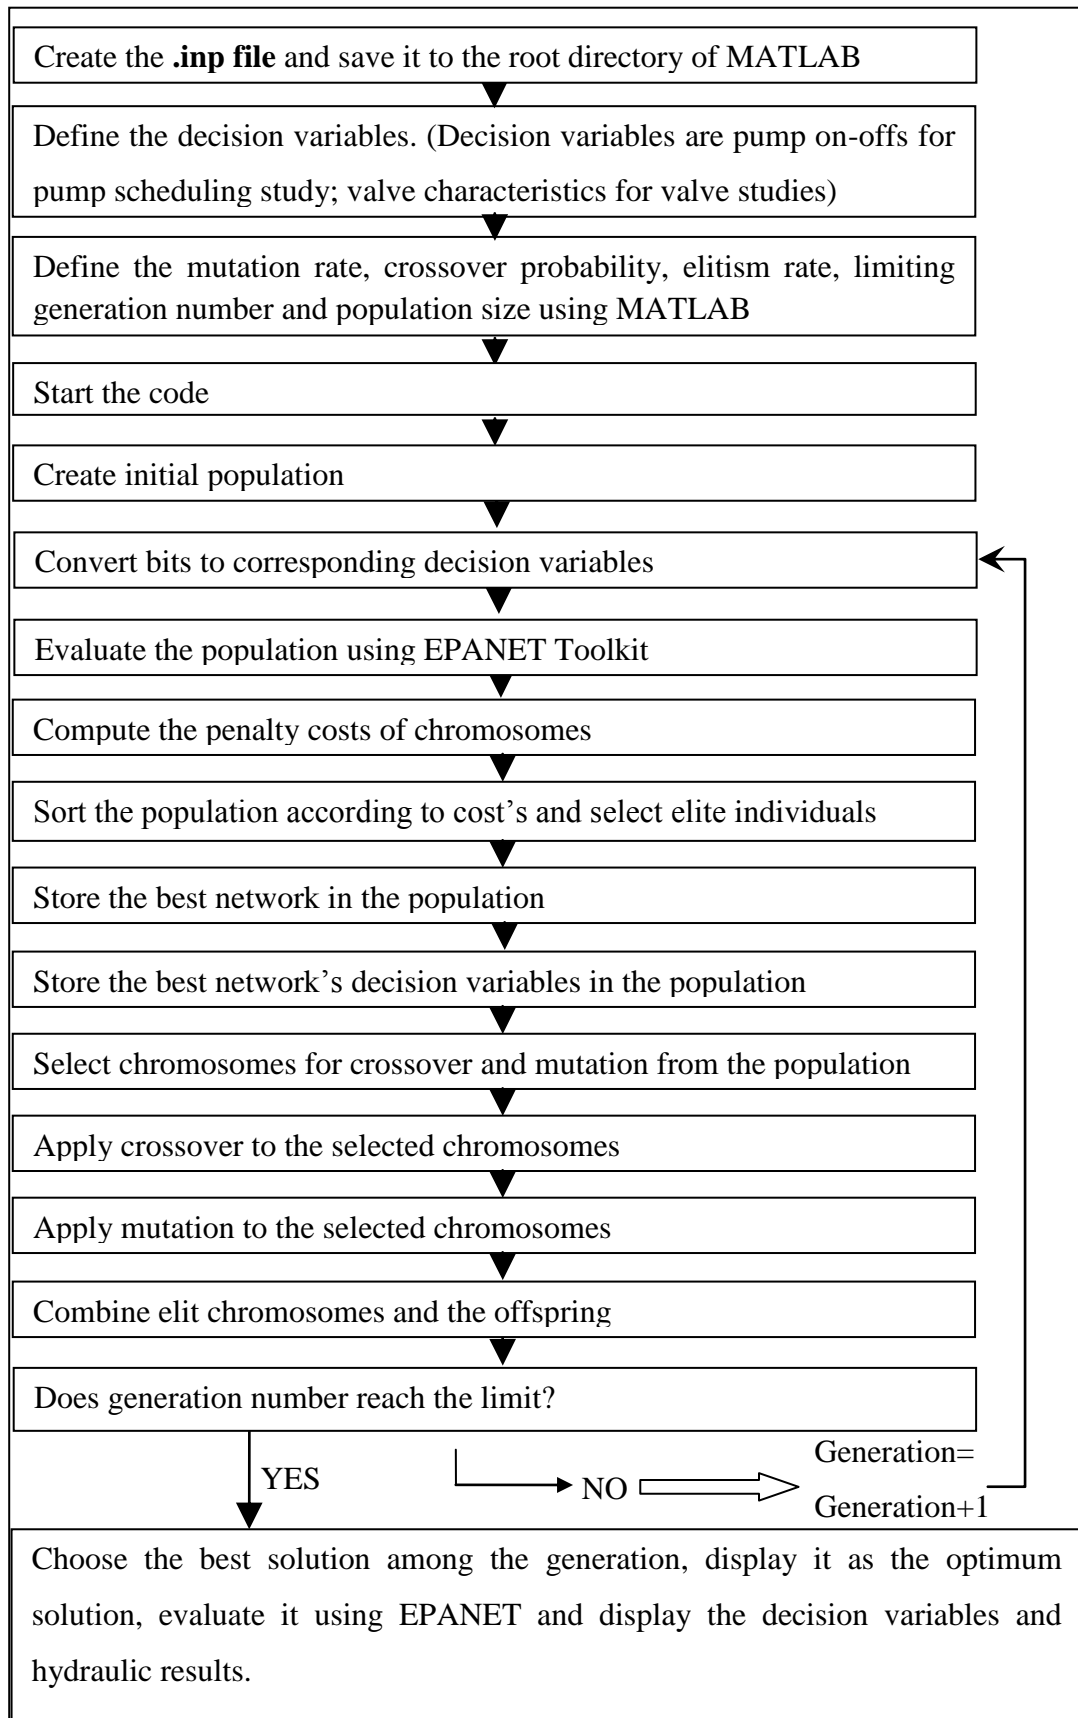 Create the .inp file and save it to the root directory of MATLAB
Define the decision variables. (Decision variables are pump on-offs for
pump scheduling study; valve characteristics for valve studies)
Define the mutation rate, crossover probability, elitism rate, limiting
generation number and population size using MATLAB
Start the code
Create initial population
Convert bits to corresponding decision variables
Evaluate the population using EPANET Toolkit
Compute the penalty costs of chromosomes
Sort the population according to cost’s and select elite individuals
Store the best network in the population
Store the best network’s decision variables in the population
Select chromosomes for crossover and mutation from the population
Apply crossover to the selected chromosomes
Apply mutation to the selected chromosomes
Combine elit chromosomes and the offspring
Does generation number reach the limit?
YES
NO
Generation=
Generation+1
Choose the best solution among the generation, display it as the optimum
solution, evaluate it using EPANET and display the decision variables and
hydraulic results.